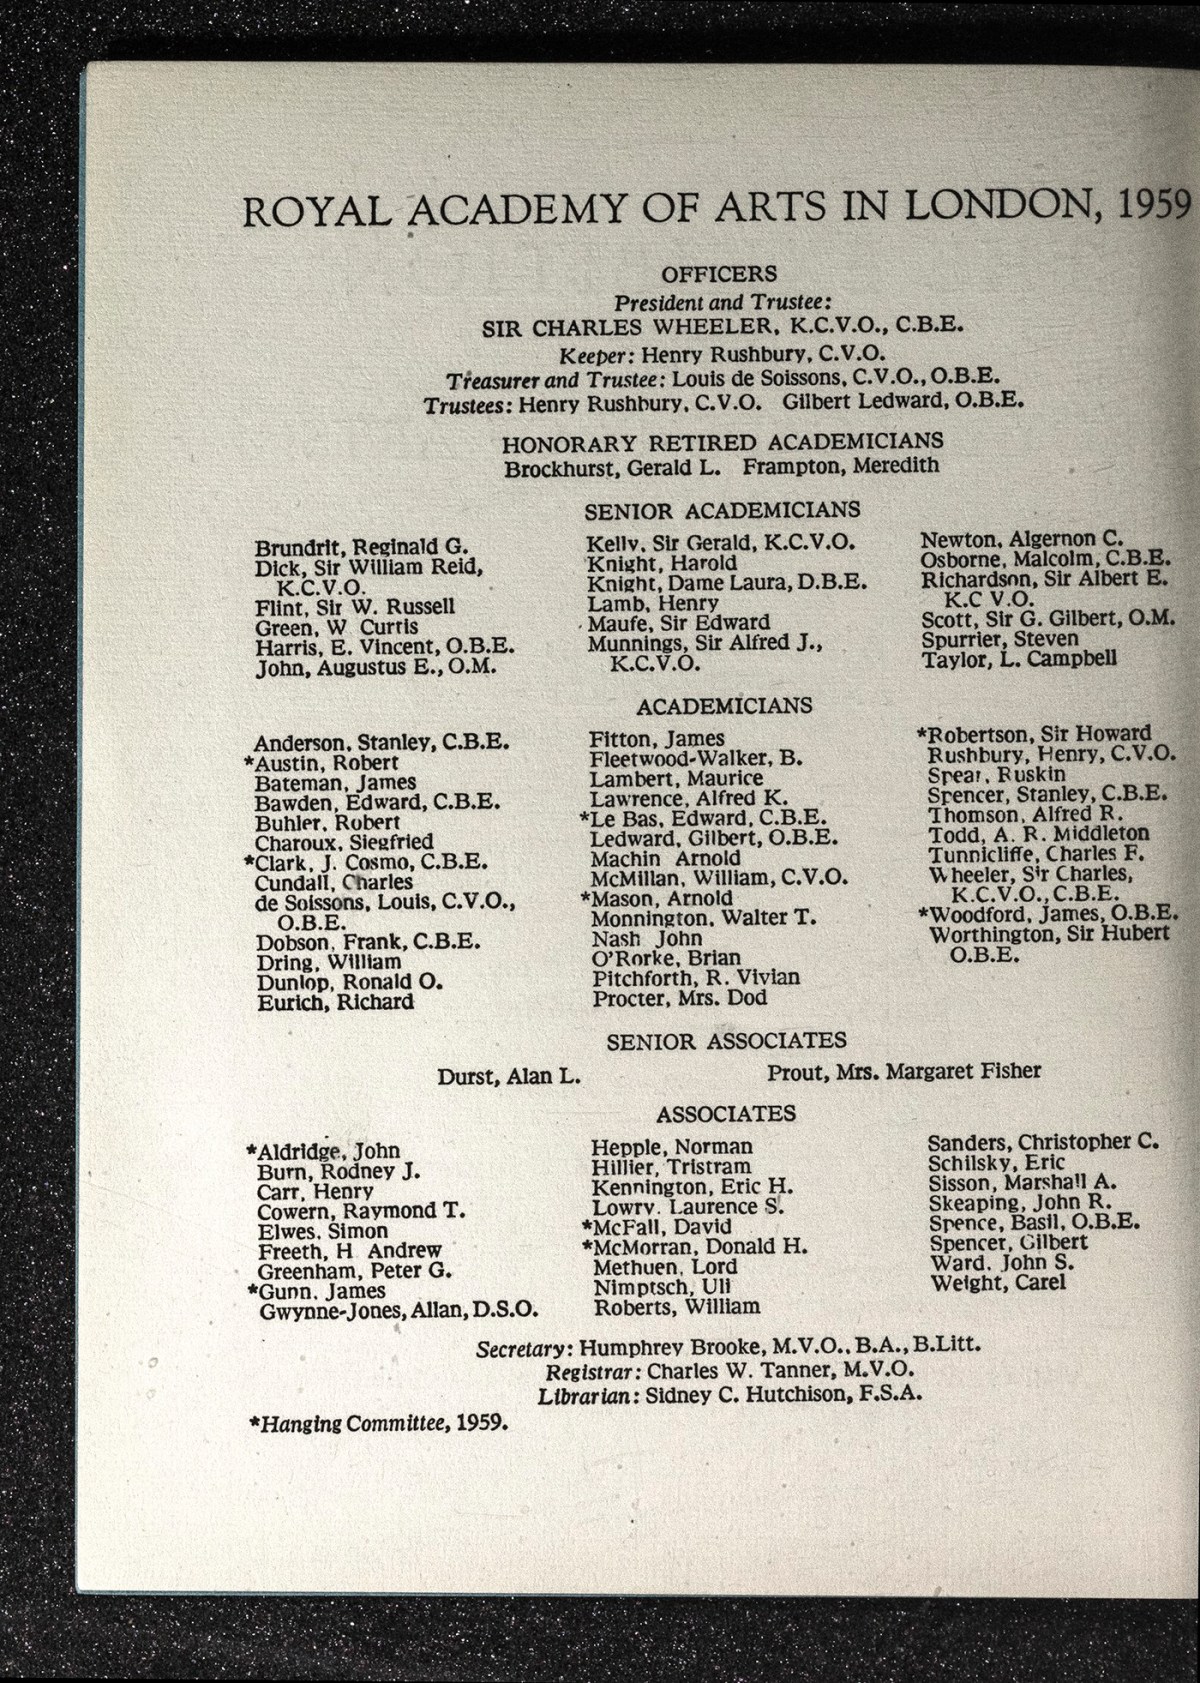 ROYAL ACADEMY OF ARTS IN LONDON, 1959
OFFICERS
President and Trustee:
SIR CHARLES WHEELER, K.C.V.O., C.B.E.
Keeper: Henry Rushbury, C.V.O.
Treasurer and Trustee: Louis de Soissons, C.V.O., O.B.E.
Trustees: Henry Rushbury, C.V.O. Gilbert Ledward, O.B.E.
HONORARY RETIRED ACADEMICIANS
Brockhurst, Gerald L. Frampton, Meredith
SENIOR ACADEMICIANS
Brundrit, Reginald G.
Dick, Sir William Reid,
K.C.V.O.
Flint, Sir W. Russell
Green, W Curtis
Harris, E. Vincent, O.B.E.
John, Augustus E., O.M.
Kelly, Sir Gerald, K.C.V.O.
Knight, Harold
Knight, Dame Laura, D.B.E.
Lamb, Henry
Maufe, Sir Edward
Munnings, Sir Alfred J.,
K.C.V.O.
Newton, Algernon C.
Osborne, Malcolm, C.B.E.
Richardson, Sir Albert E.
K.C V.O.
Scott, Sir G. Gilbert, O.M.
Spurrier, Steven
Taylor, L. Campbell
ACADEMICIANS
Anderson, Stanley, C.B.E.
*Austin, Robert
Bateman, James
Bawden, Edward, C.B.E.
Buhler, Robert
Charoux, Siegfried
*Clark, J. Cosmo, C.B.E.
Cundall, Charles
de Soissons, Louis, C.V.O.,
O.B.E.
Dobson, Frank, C.B.E.
Dring, William
Dunlop, Ronald O.
Eurich, Richard
Fitton, James
Fleetwood-Walker, B.
Lambert, Maurice
Lawrence, Alfred K.
*Le Bas, Edward, C.B.E.
Ledward, Gilbert, O.B.E.
Machin Arnold
McMillan, William, C.V.O.
*Mason, Arnold
Monnington, Walter T.
Nash John
O'Rorke, Brian
Pitchforth, R. Vivian
Procter, Mrs. Dod
*Robertson, Sir Howard
Rushbury, Henry, C.V.O.
Spear, Ruskin
Spencer, Stanley, C.B.E.
Thomson, Alfred R.
Todd, A. R. Middleton
Tunnicliffe, Charles F.
Wheeler, Sir Charles,
K.C.V.O., C.B.E.
*Woodford, James, O.B.E.
Worthington, Sir Hubert
O.B.E.
SENIOR ASSOCIATES
Durst, Alan L. Prout, Mrs. Margaret Fisher
ASSOCIATES
*Aldridge, John
Burn, Rodney J.
Carr, Henry
Cowern, Raymond T.
Elwes, Simon
Freeth, H Andrew
Greenham, Peter G.
*Gunn, James
Gwynne-Jones, Allan, D.S.O.
Hepple, Norman
Hillier, Tristram
Kennington, Eric H.
Lowry, Laurence S.
*McFall, David
*McMorran, Donald H.
Methuen, Lord
Nimptsch, Uli
Roberts, William
Sanders, Christopher C.
Schilsky, Eric
Sisson, Marshall A.
Skeaping, John R.
Spence, Basil, O.B.E.
Spencer, Gilbert
Ward, John S.
Weight, Carel
Secretary: Humphrey Brooke, M.V.O., B.A., B.Litt.
Registrar: Charles W. Tanner, M.V.O.
Librarian: Sidney C. Hutchison, F.S.A.
*Hanging Committee, 1959.